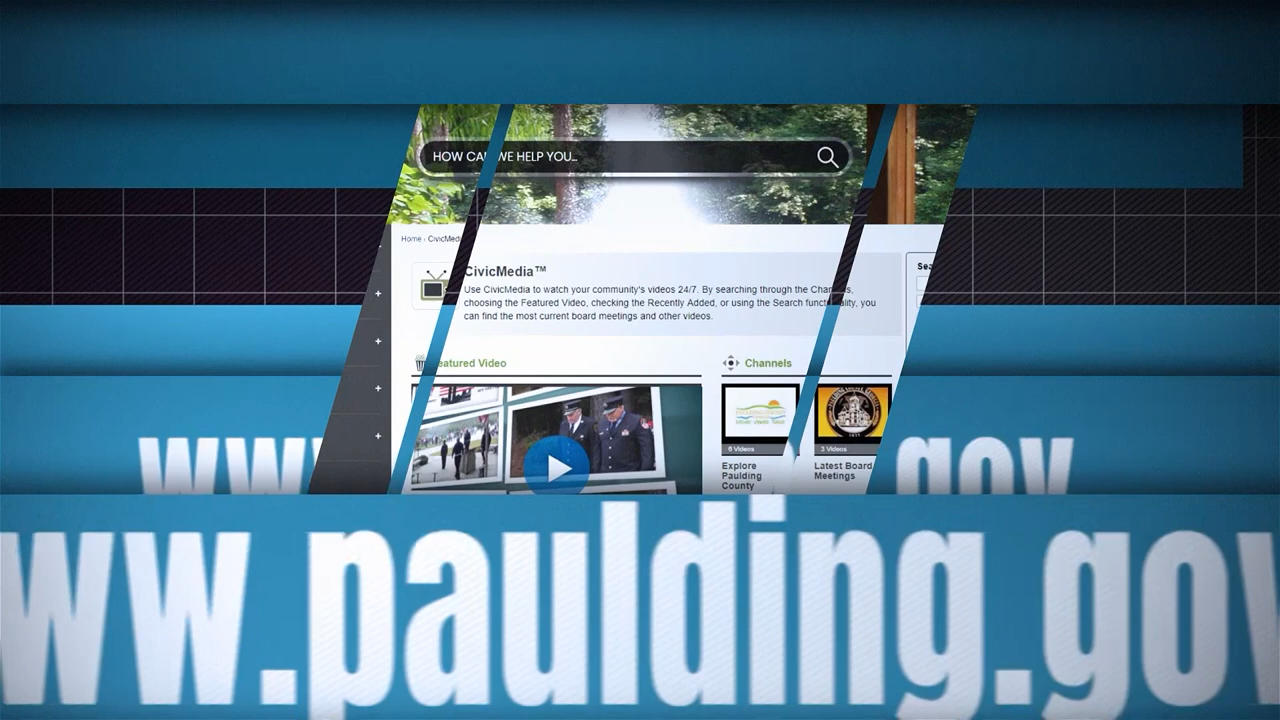 HOW CAN WE HELP YOU...
Home › CivicMedia
CivicMedia™
Use CivicMedia to watch your community's videos 24/7. By searching through the Channels,
choosing the Featured Video, checking the Recently Added, or using the Search functionality, you
can find the most current board meetings and other videos.
Sea
Featured Video
Channels
6 Videos
3 Videos
Explore
Paulding
County
Latest Board
Meetings
www .gov
ww.paulding.gov